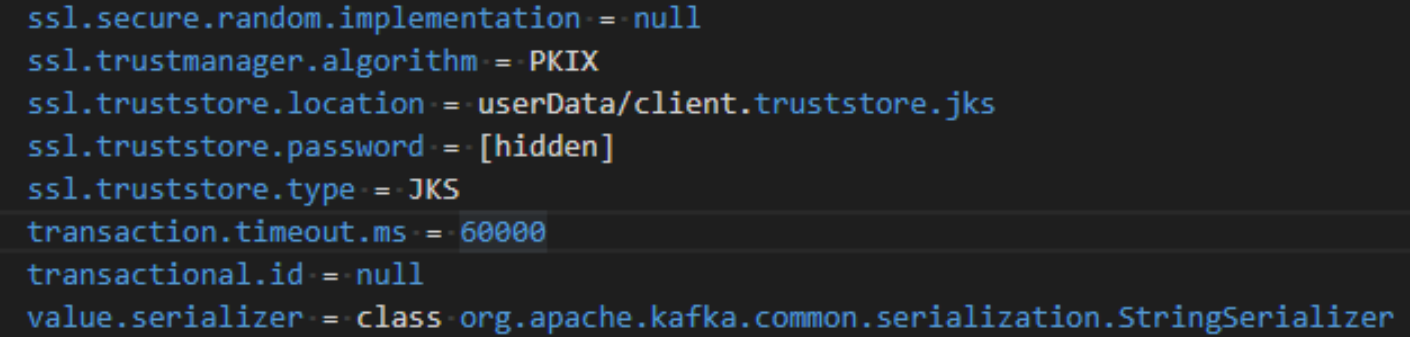 ssl.secure.random.implementation = null
ssl.trustmanager.algorithm = PKIX
ssl.truststore.location = userData/client.truststore.jks
ssl.truststore.password = [hidden]
ssl.truststore.type = JKS
transaction.timeout.ms = 60000
transactional.id = null
value.serializer = class org.apache.kafka.common.serialization.StringSerializer